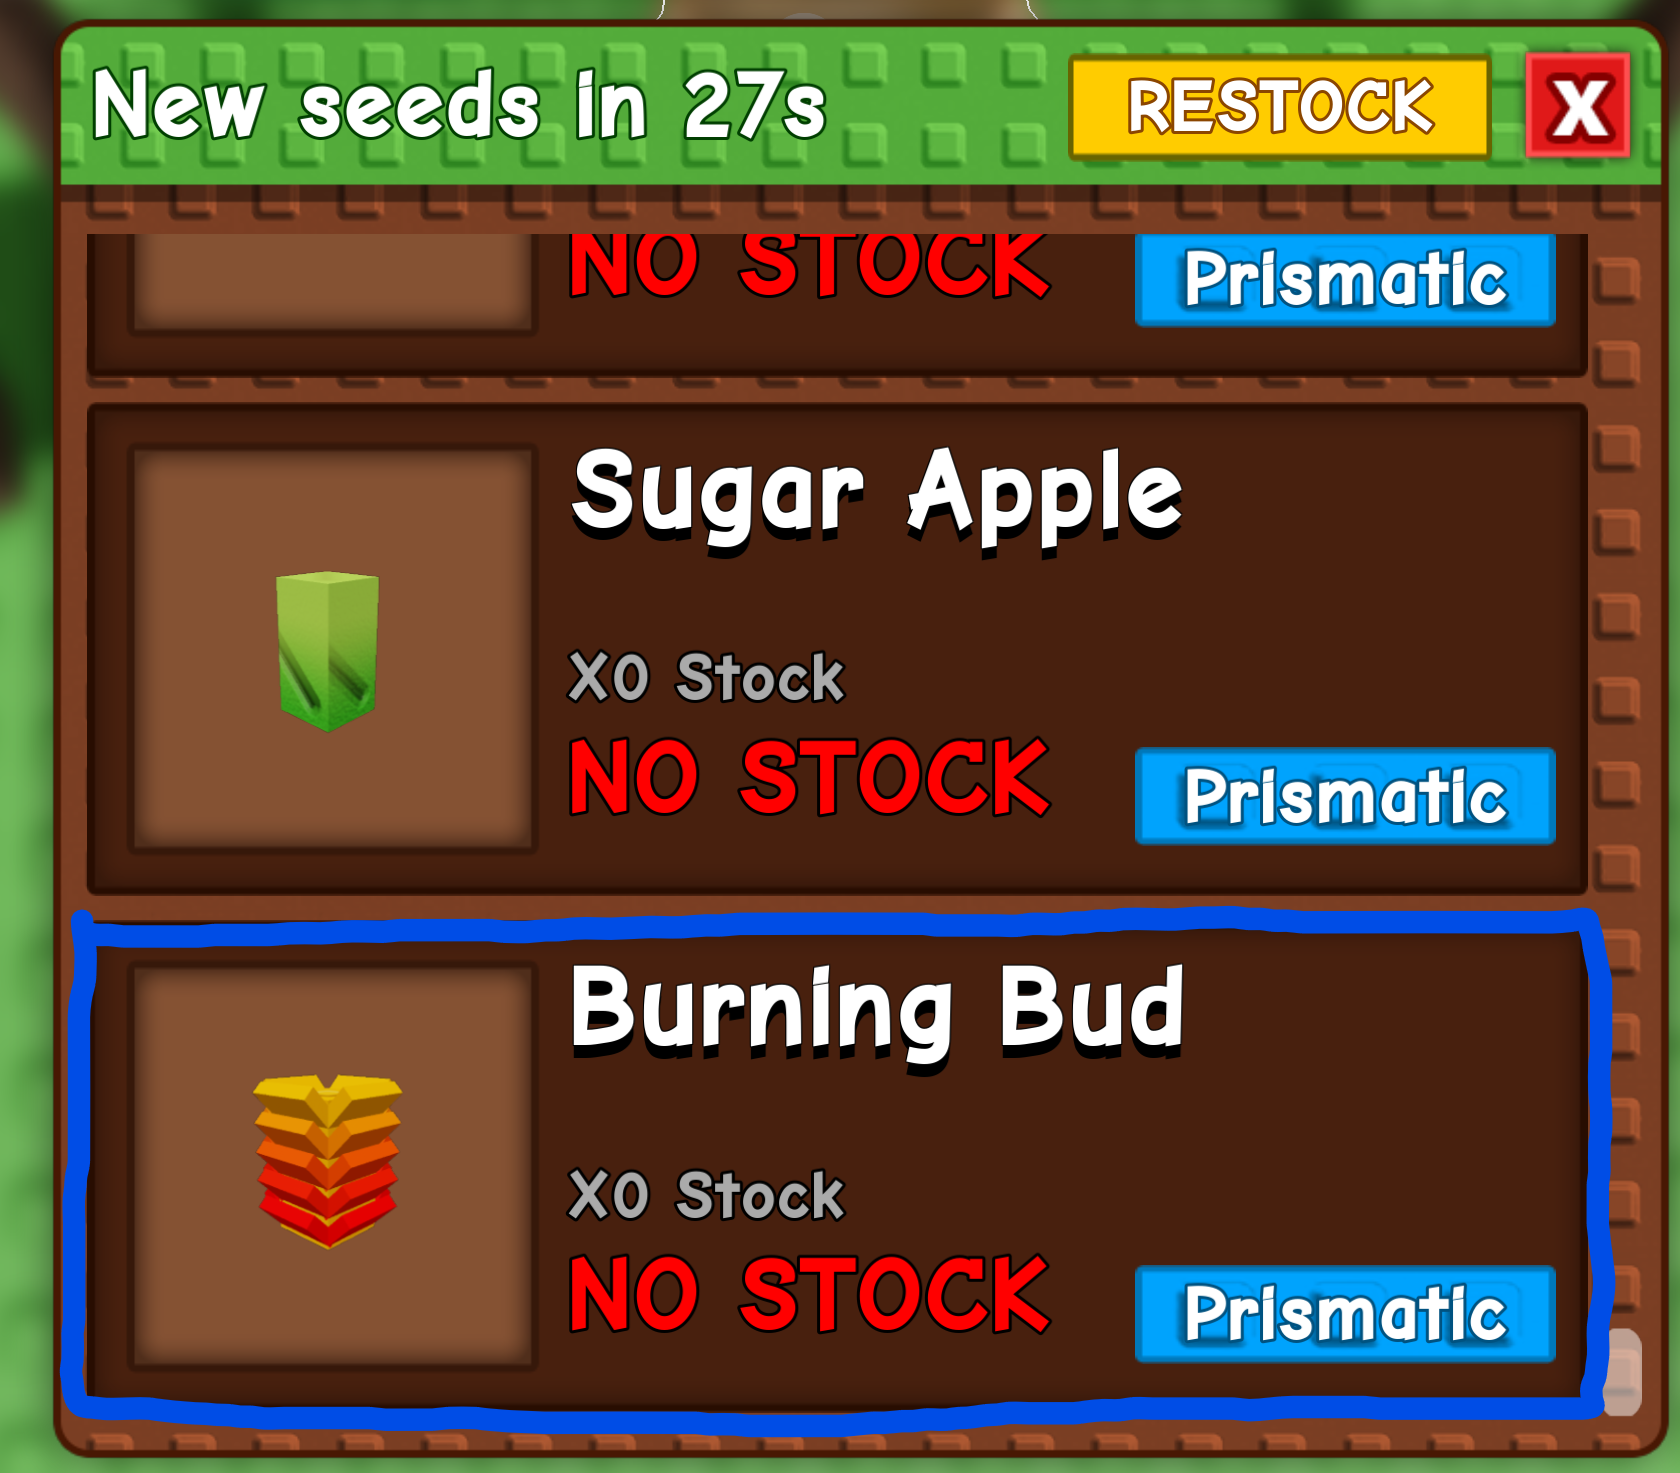 New seeds in 27s
RESTOCK
X
NO STOCK
Prismatic
Sugar Apple
X0 Stock
NO STOCK
Prismatic
Burning Bud
X0 Stock
NO STOCK
Prismatic